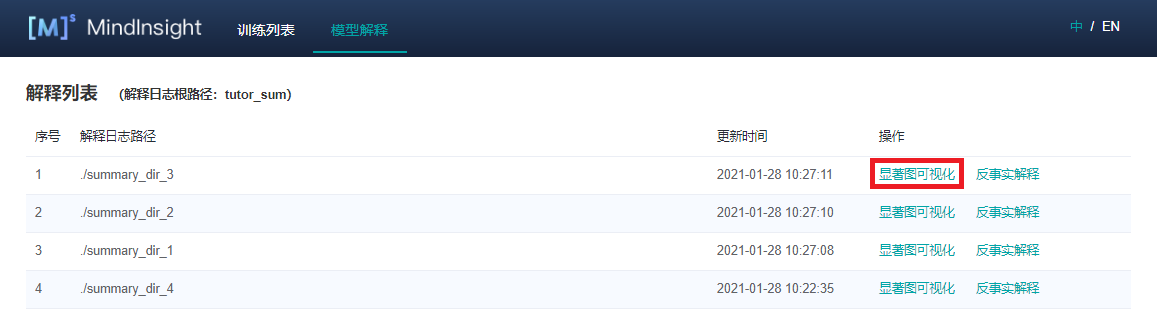 [M]s MindInsight 训练列表 模型解释 中 / EN
解释列表 （解释日志根路径：tutor_sum）
序号 解释日志路径 更新时间 操作
1 ./summary_dir_3 2021-01-28 10:27:11 显著图可视化 反事实解释
2 ./summary_dir_2 2021-01-28 10:27:10 显著图可视化 反事实解释
3 ./summary_dir_1 2021-01-28 10:27:08 显著图可视化 反事实解释
4 ./summary_dir_4 2021-01-28 10:22:35 显著图可视化 反事实解释